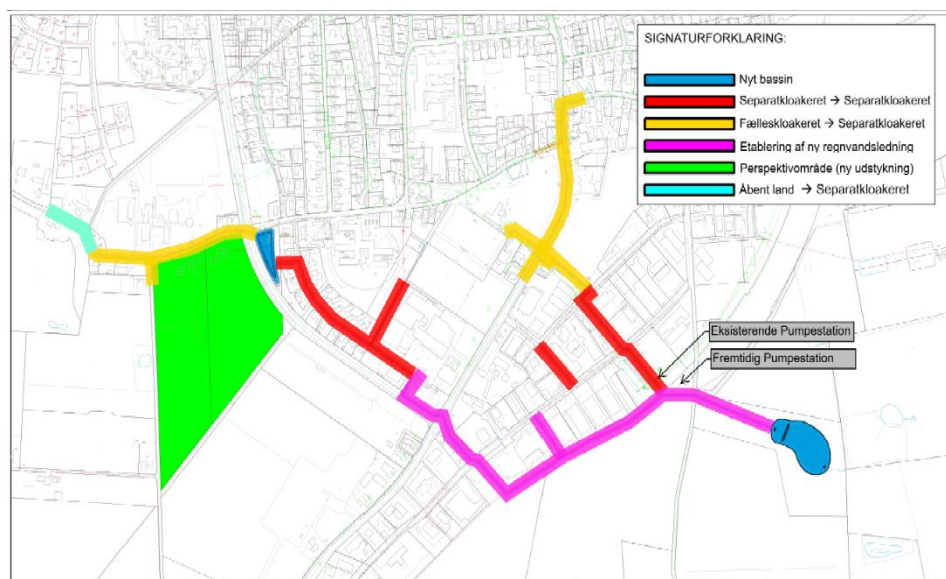 SIGNATURFORKLARING:
Nyt bassin
Separatkloakeret → Separatkloakeret
Fælleskloakeret → Separatkloakeret
Etablering af ny regnvandsledning
Perspektivområde (ny udstykning)
Åbent land → Separatkloakeret
Eksisterende Pumpestation
Fremtidig Pumpestation